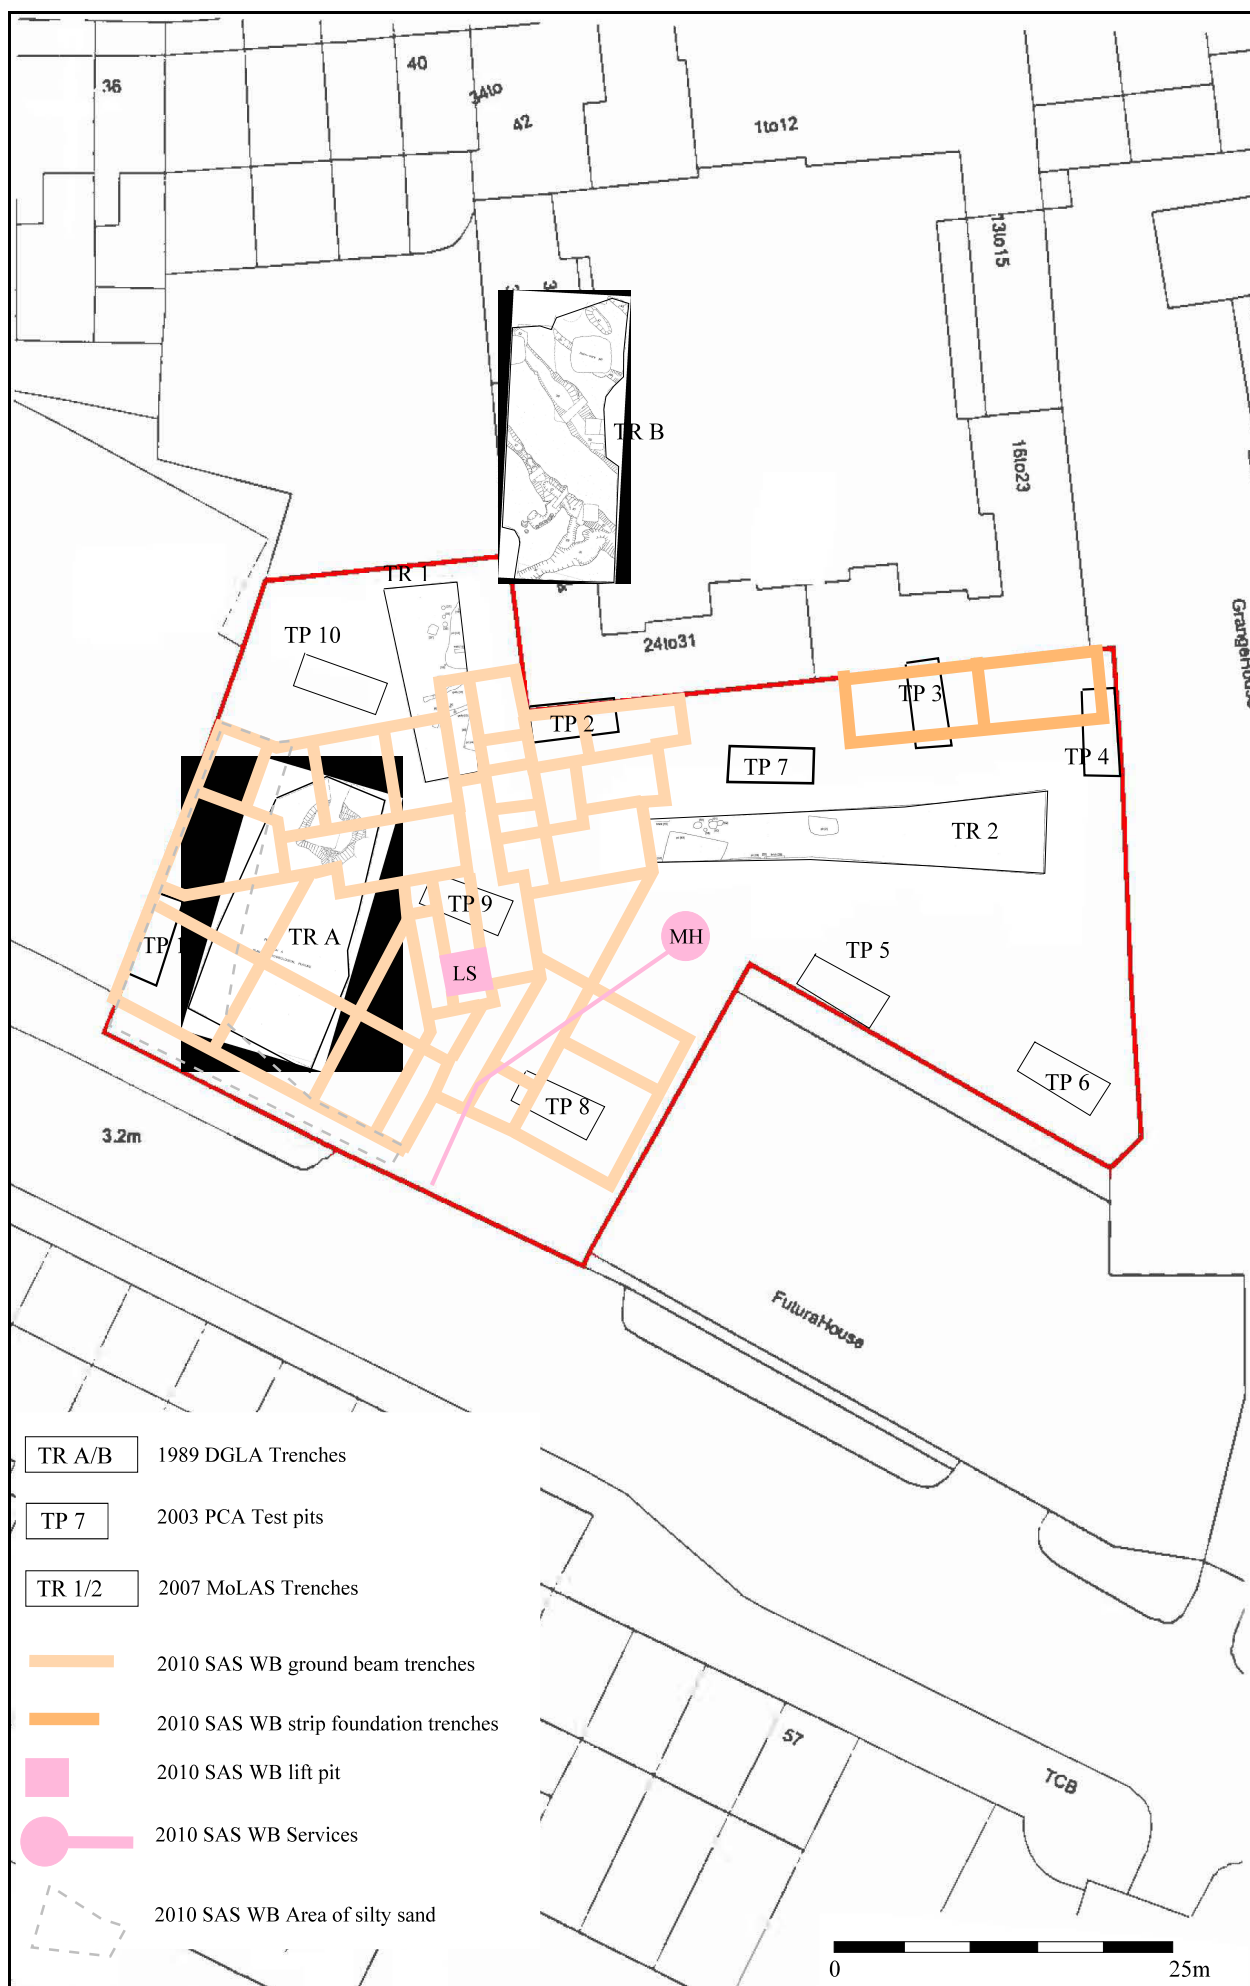 36
40
34to
42
1to12
13to15
3
TR B
16to23
TR 1
4
GrangeHouse
TP 10
24to31
TP 3
TP 2
TP 4
TP 7
TR 2
TP 9
TR A
MH
TP 1
TP 5
LS
TP 6
TP 8
3.2m
FuturaHouse
TR A/B 1989 DGLA Trenches
TP 7 2003 PCA Test pits
TR 1/2 2007 MoLAS Trenches
2010 SAS WB ground beam trenches
2010 SAS WB strip foundation trenches
57
2010 SAS WB lift pit
TCB
2010 SAS WB Services
2010 SAS WB Area of silty sand
0 25m